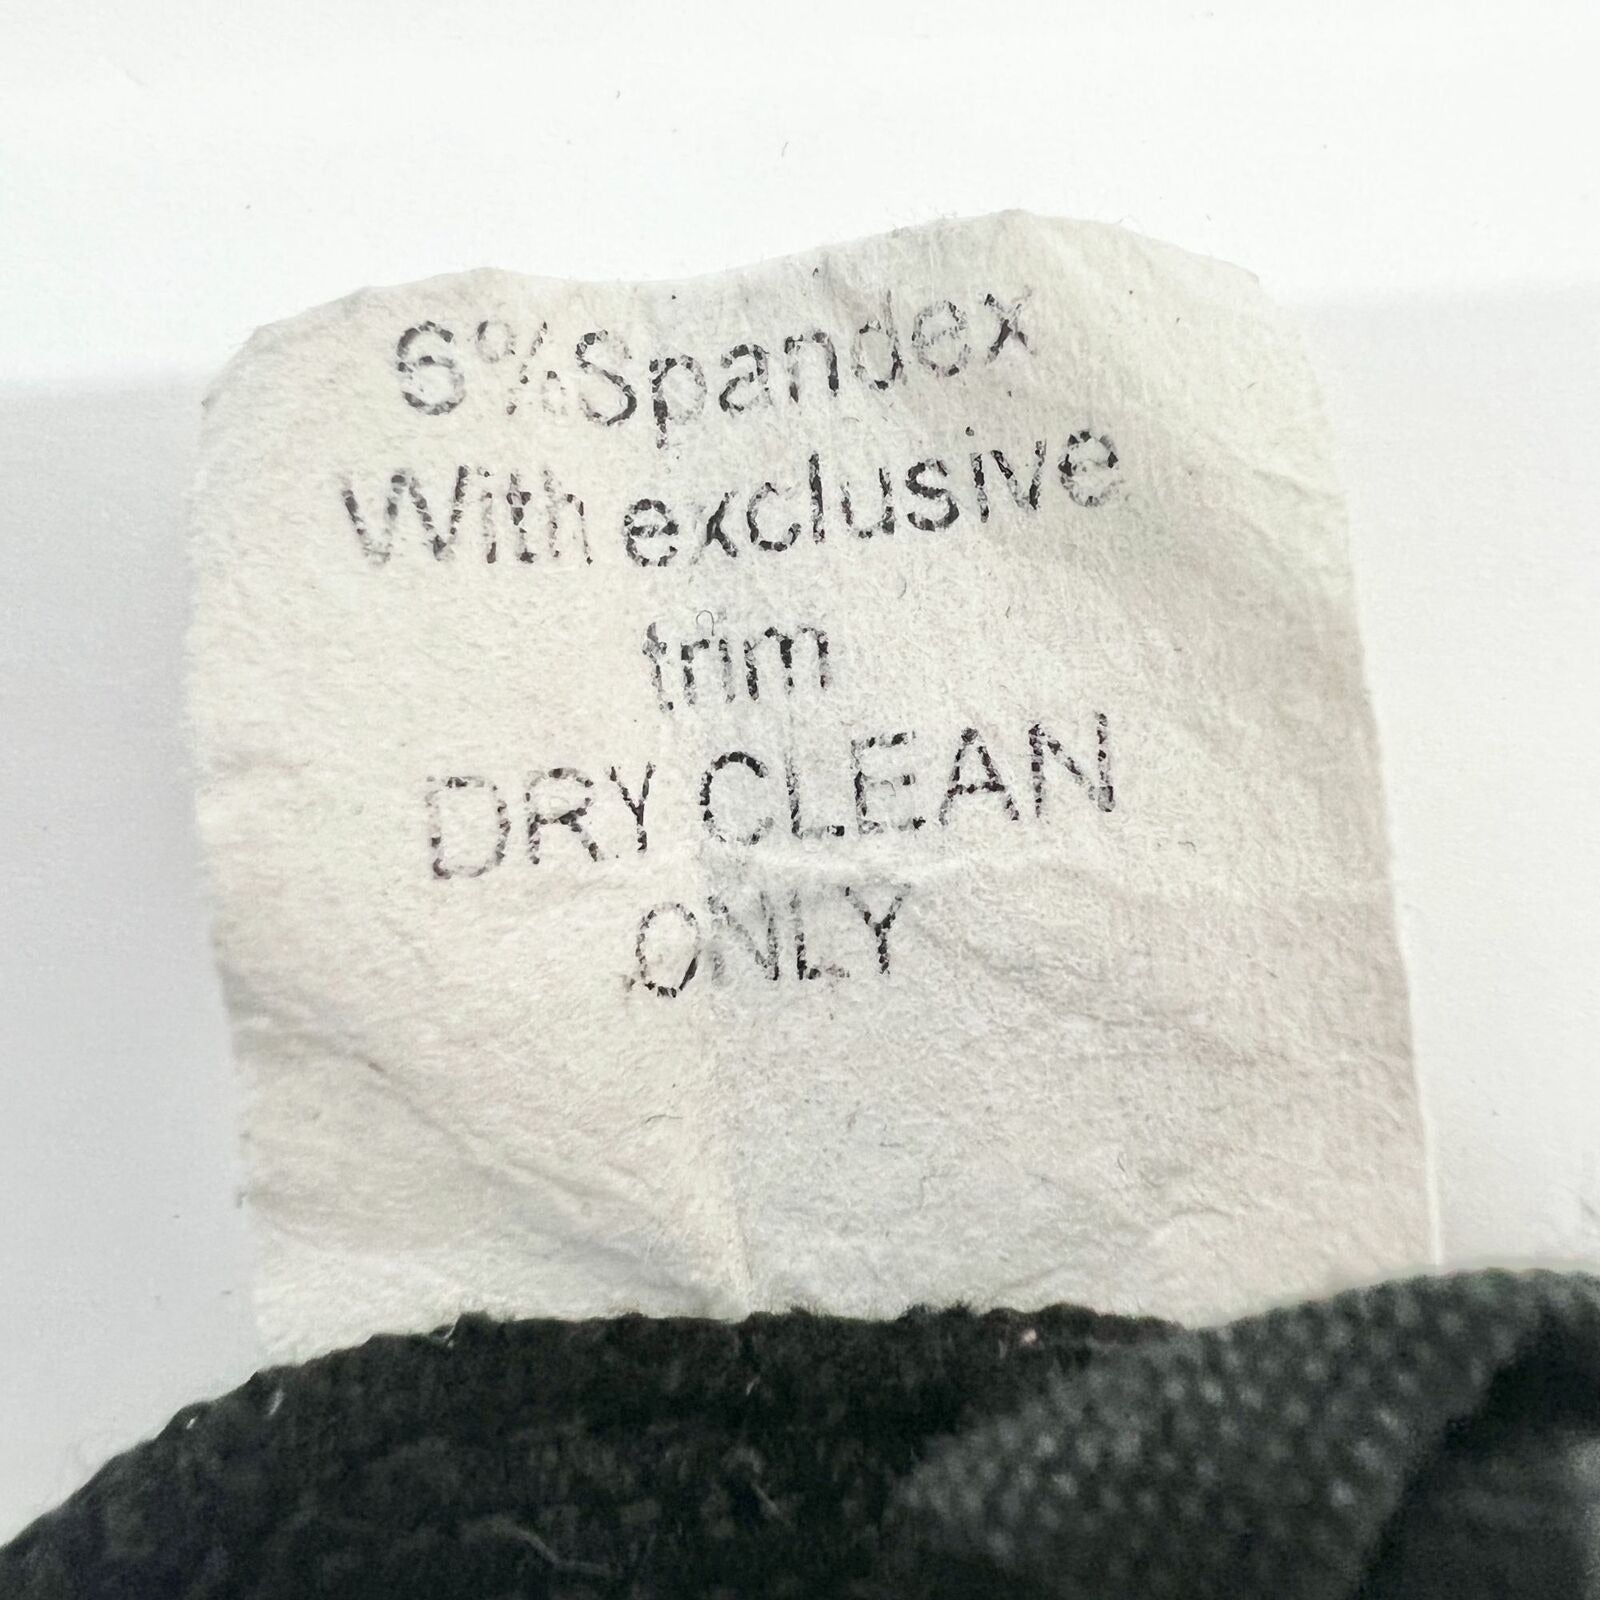 6%Spandex
With exclusive
trim
DRY CLEAN
ONLY